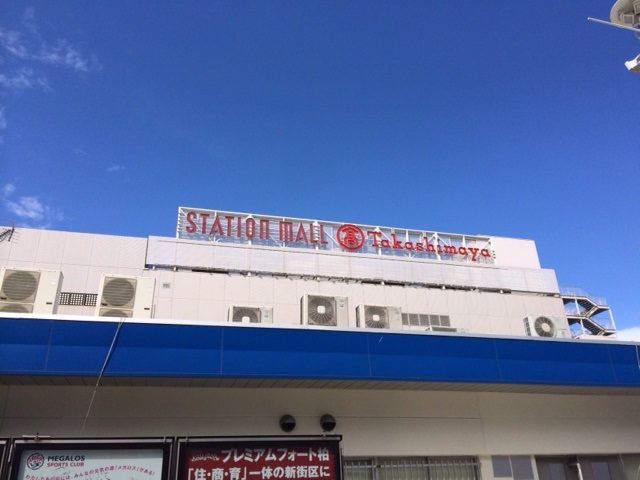 STATION MALL 髙 Takashimaya
MEGALOS
SPORTS CLUB
プレミアムフォート柏
「住・商・育」一体の新街区に